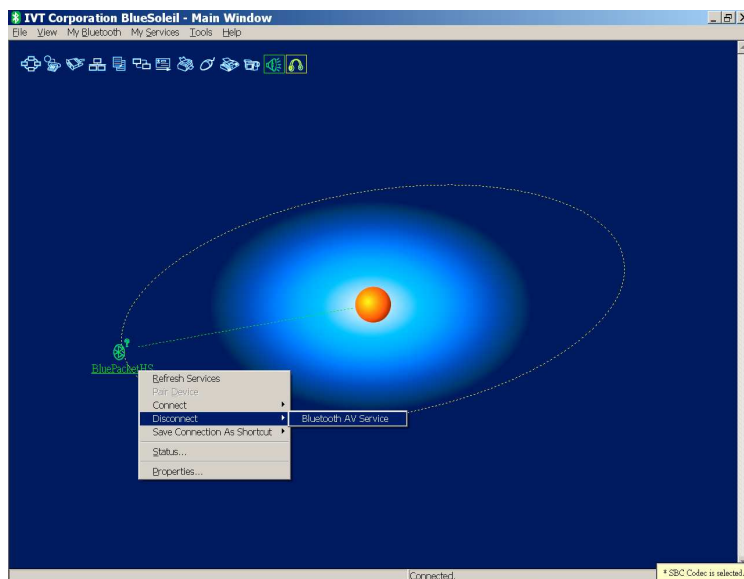 IVT Corporation BlueSoleil - Main Window
File View My Bluetooth My Services Tools Help
BluePacketHS
Refresh Services
Pair Device
Connect
Disconnect
Bluetooth AV Service
Save Connection As Shortcut
Status...
Properties...
Connected.
* SBC Codec is selected.